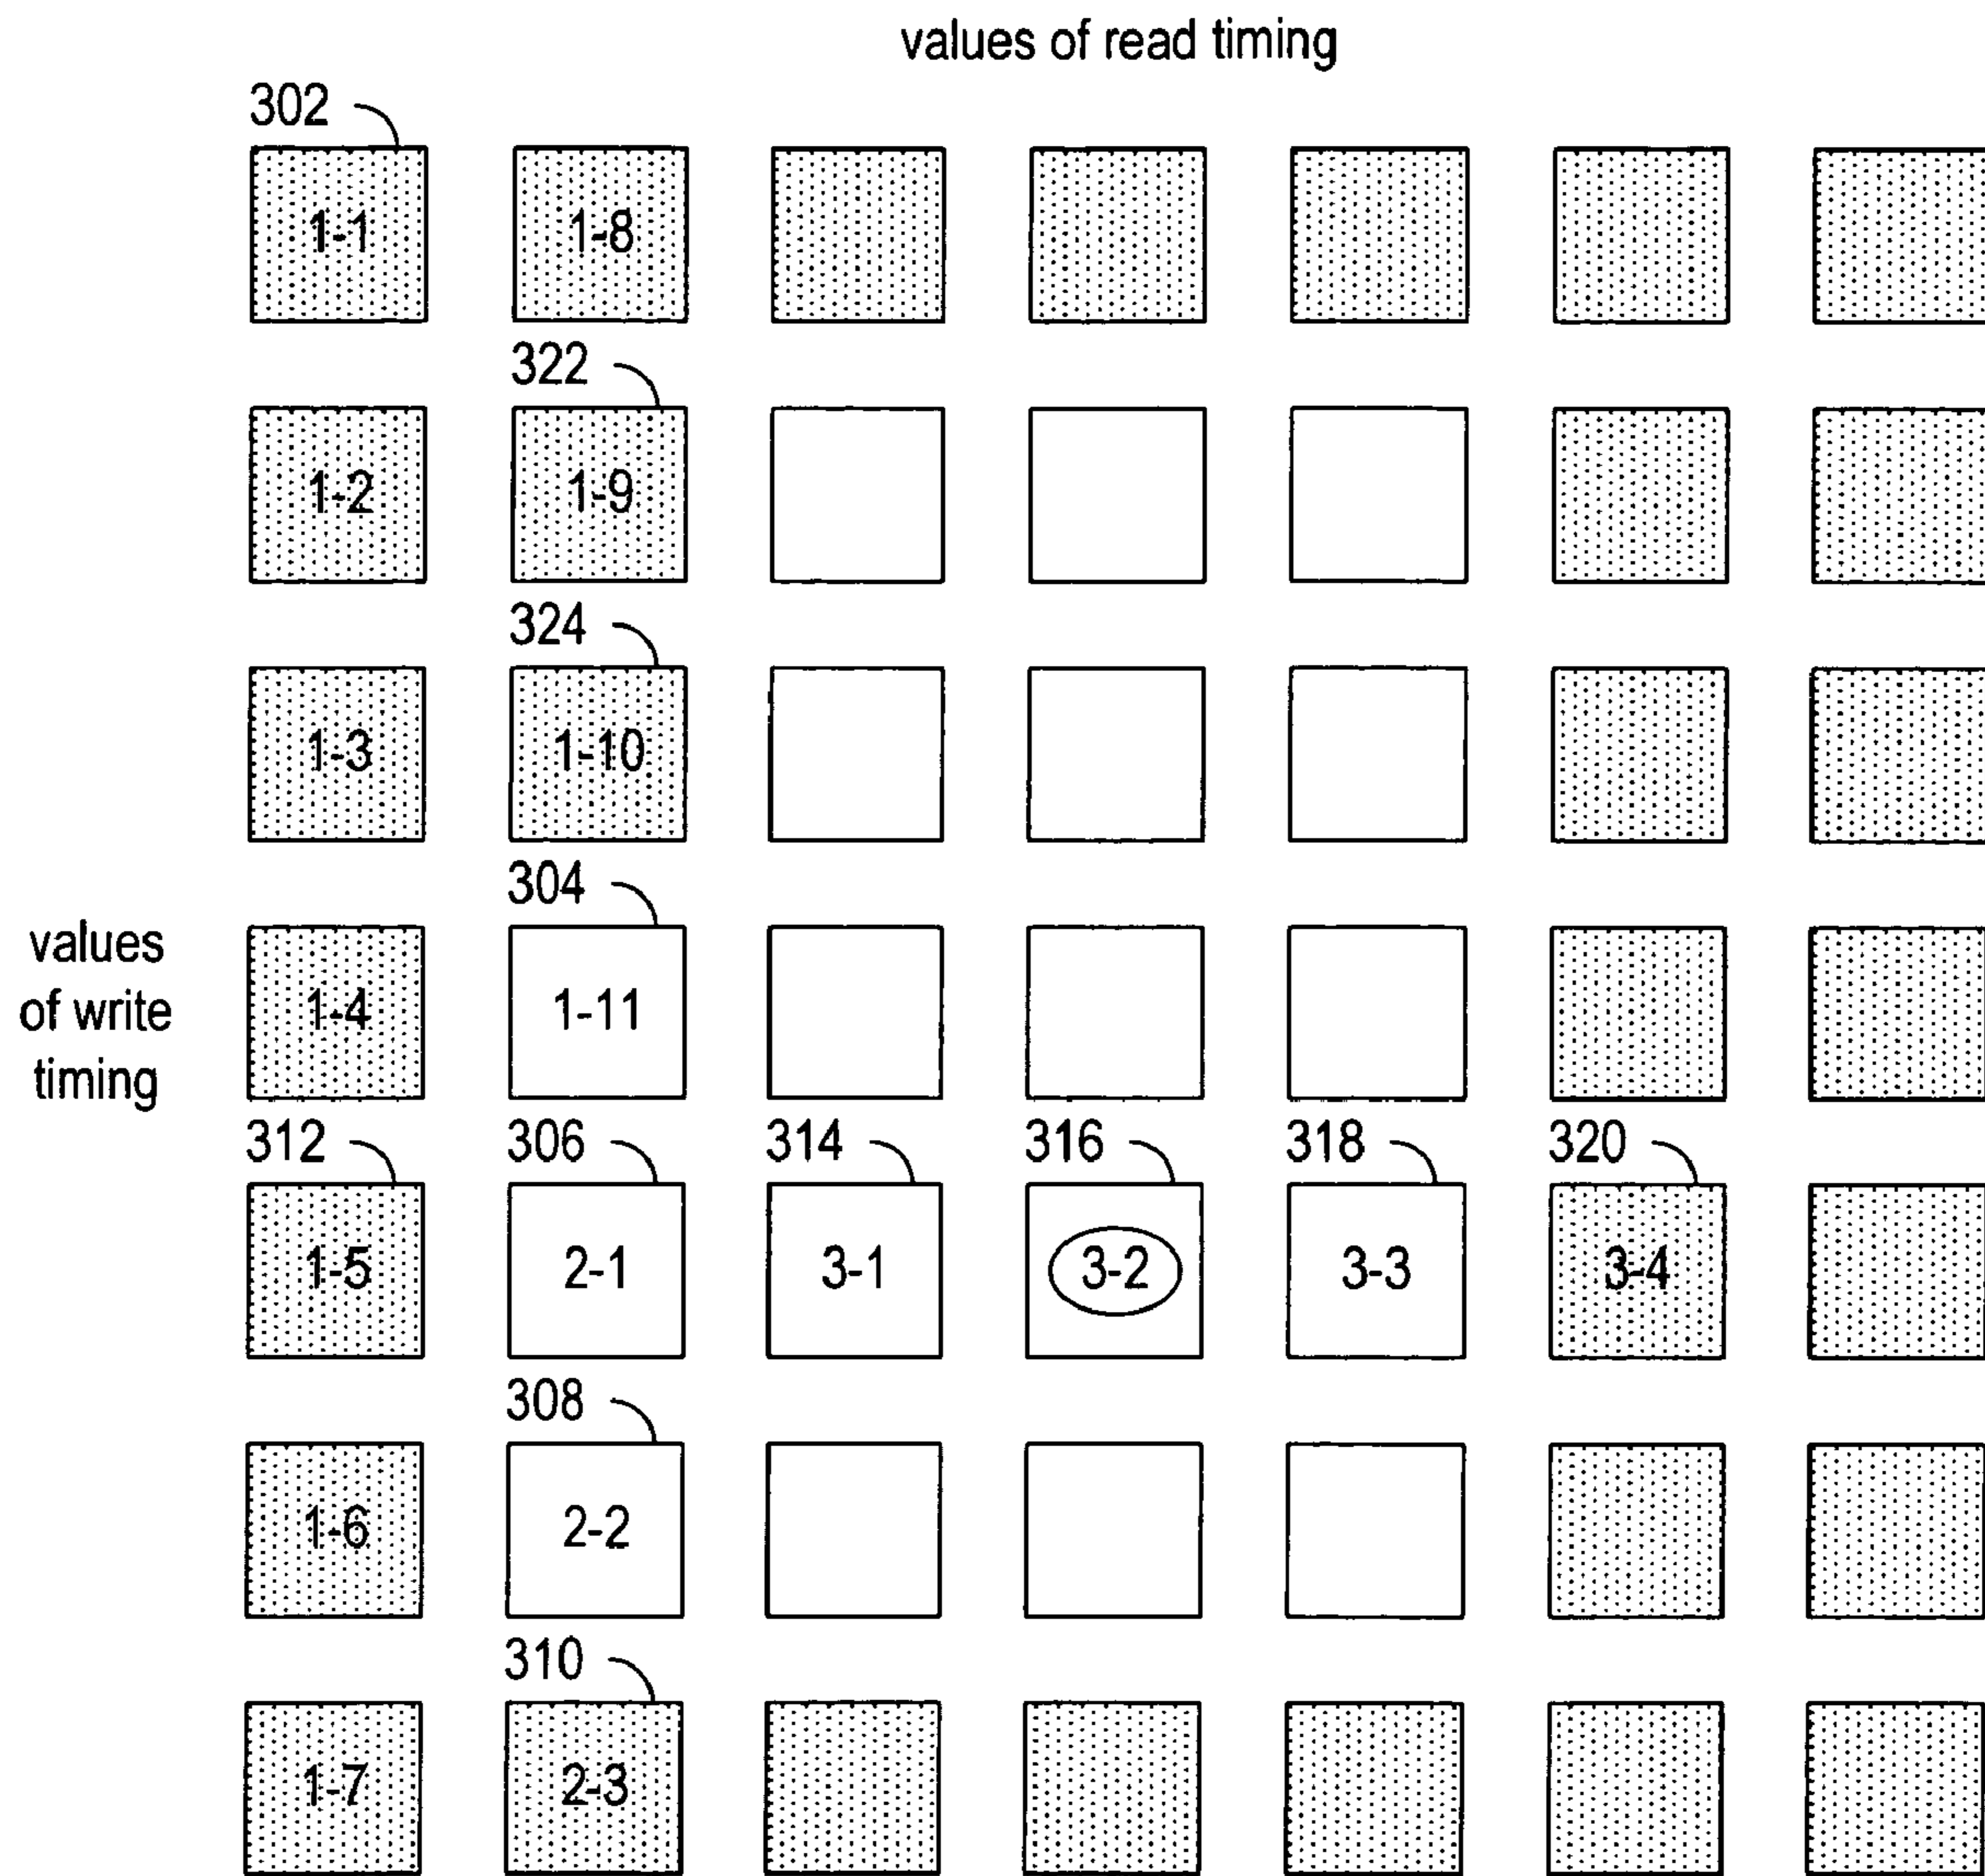 values of read timing
302
1-1 1-8
322
1-2 1-9
324
1-3 1-10
304
values
of write
timing
1-4 1-11
312 306 314 316 318 320
1-5 2-1 3-1 3-2 3-3 3-4
308
1-6 2-2
310
1-7 2-3